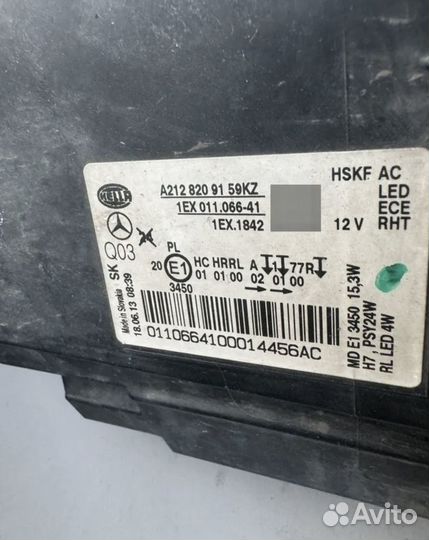 HELLA
A212 820 91 59KZ
1EX 011.066-41
1EX.1842
HSKF AC
LED
ECE
12 V RHT
SK Q03
Made in Slovakia
18.06.13 08:39
PL
20 E1
3450
HC HRRL A 1 77R
01 01 00 02 01 00
0110664100014456AC
MD E1 3450 15,3W
H7, PSY24W
RL LED 4W
Avito